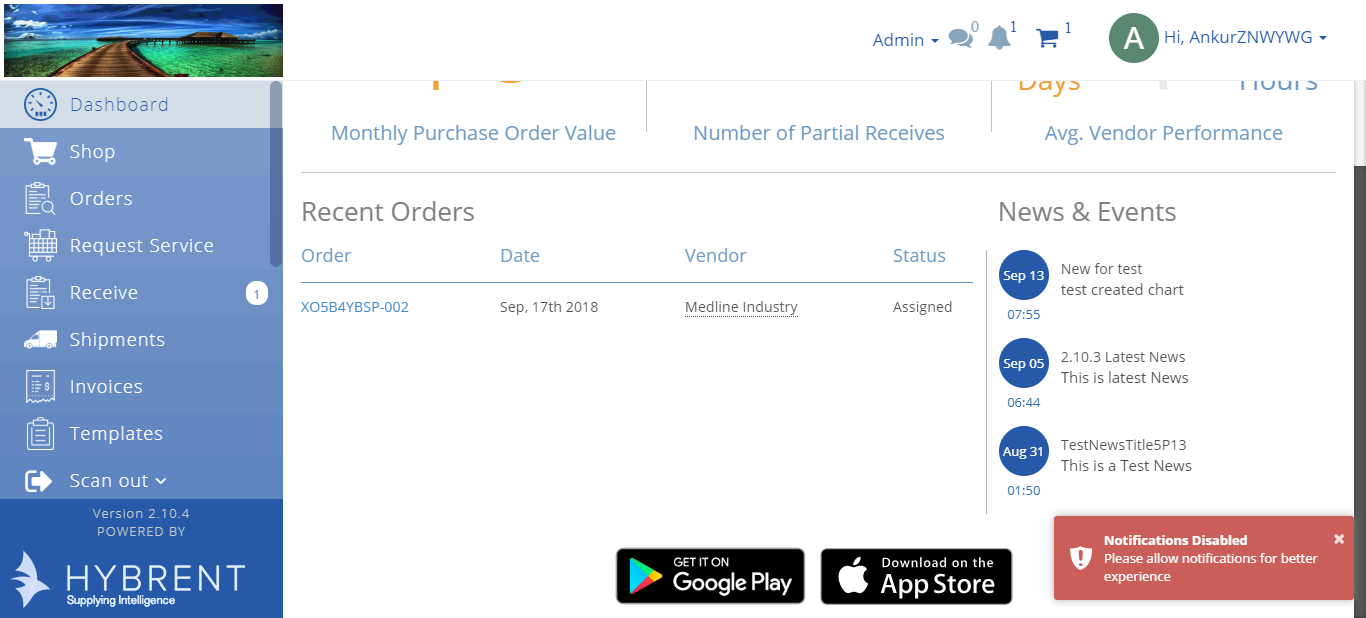 Admin
0
1
1
A
Hi, AnkurZNWYWG
Dashboard
Shop
Orders
Request Service
Receive
1
Shipments
Invoices
Templates
Scan out
Version 2.10.4
POWERED BY
HYBRENT
Supplying Intelligence
Days
Hours
Monthly Purchase Order Value
Number of Partial Receives
Avg. Vendor Performance
Recent Orders
Order Date Vendor Status
XO5B4YBSP-002 Sep, 17th 2018 Medline Industry Assigned
News & Events
Sep 13
07:55
New for test
test created chart
Sep 05
06:44
2.10.3 Latest News
This is latest News
Aug 31
01:50
TestNewsTitle5P13
This is a Test News
GET IT ON
Google Play
Download on the
App Store
Notifications Disabled
Please allow notifications for better
experience